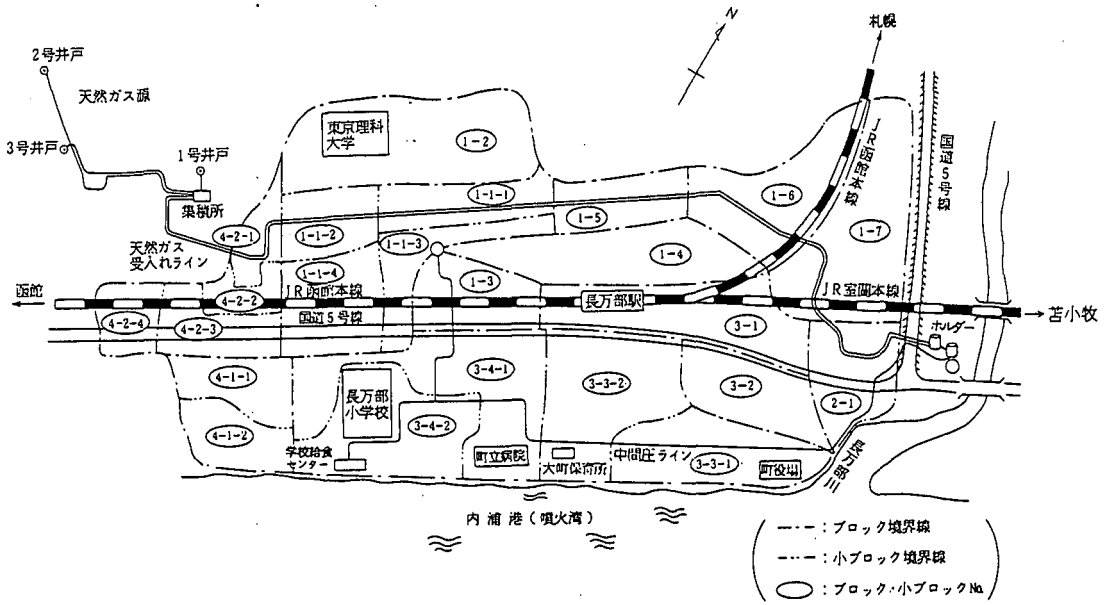 N
札幌
2号井戸
天然ガス源
3号井戸
1号井戸
集積所
東京理科
大学
1-2
1-1-1
1-5
1-6
JR函館本線
国道5号線
1-7
4-2-1
1-1-2
1-1-3
1-4
天然ガス
受入れライン
1-1-4
1-3
函館
4-2-2
JR函館本線
長万部駅
JR室蘭本線
苫小牧
4-2-4
4-2-3
国道5号線
3-1
ホルダー
4-1-1
3-4-1
3-3-2
3-2
2-1
長万部
小学校
4-1-2
3-4-2
学校給食
センター
町立病院
大町保育所
中間圧ライン
3-3-1
町役場
長万部川
内浦港(噴火湾)
:ブロック境界線
:小ブロック境界線
:ブロック・小ブロックNo.